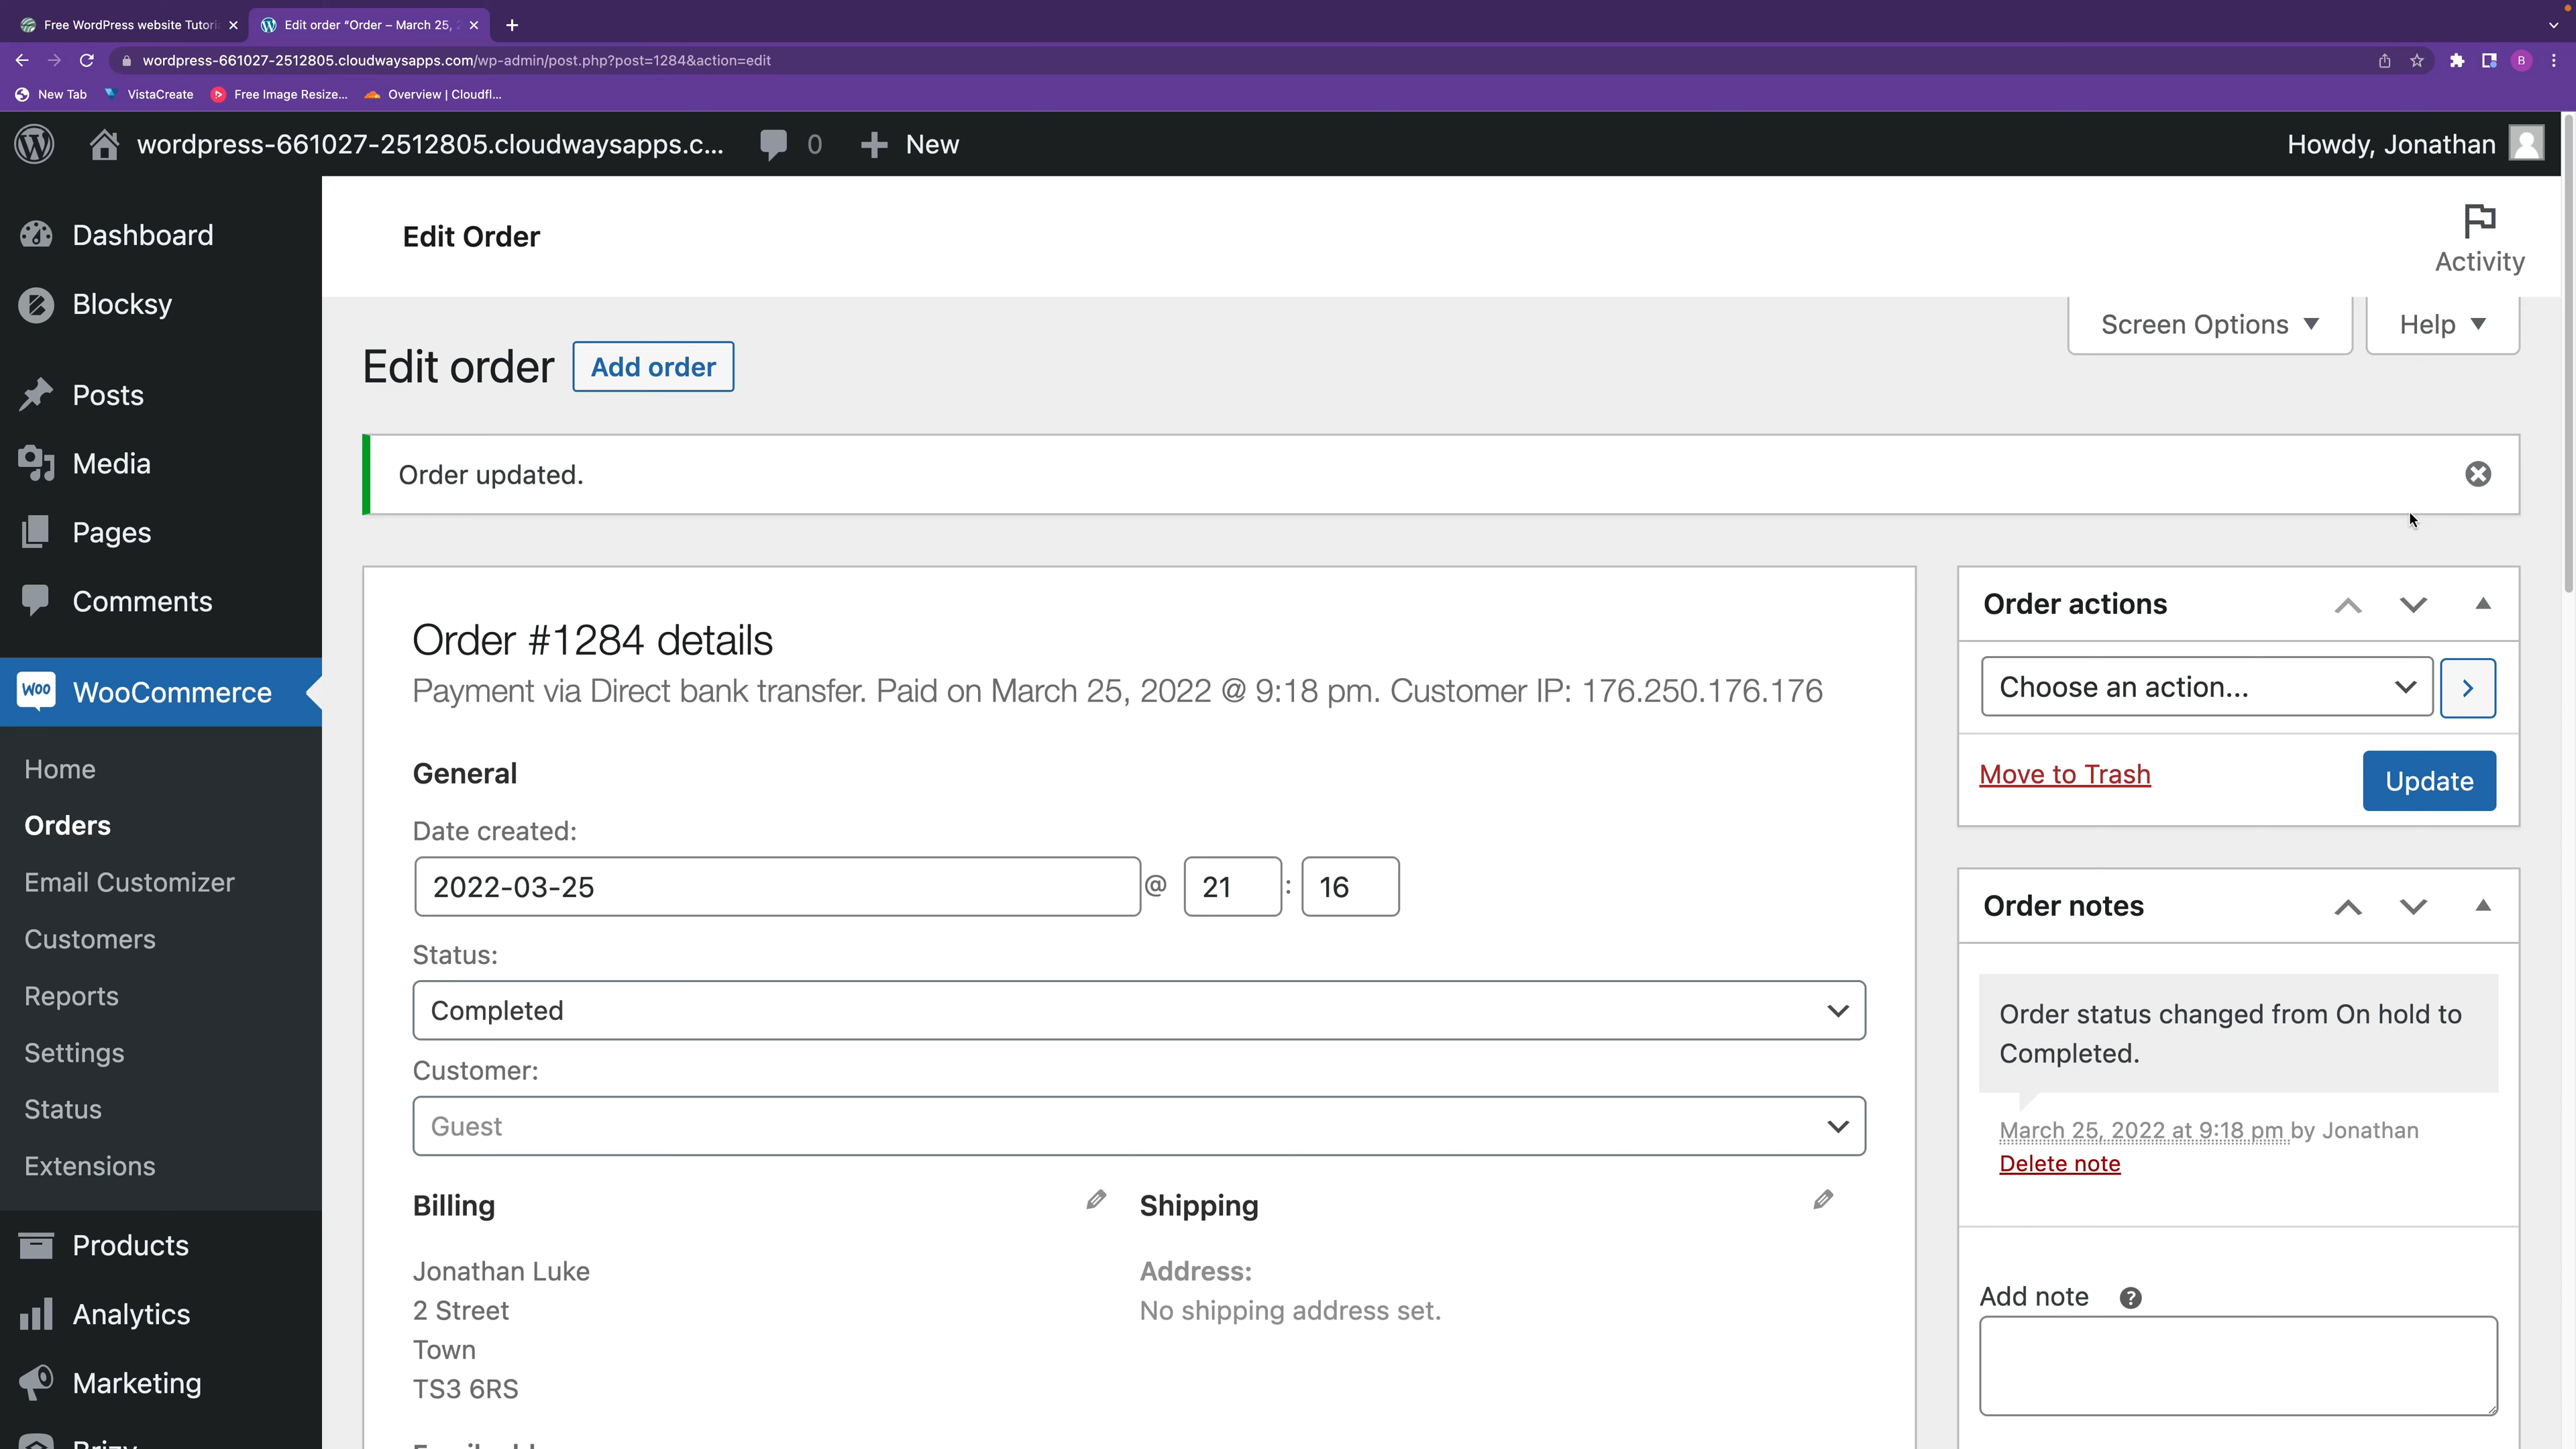 Free WordPress website Tutori
Edit order "Order – March 25, 2
wordpress-661027-2512805.cloudwaysapps.com/wp-admin/post.php?post=1284&action=edit
B
New Tab
VistaCreate
Free Image Resize...
Overview | Cloudfl...
wordpress-661027-2512805.cloudwaysapps.c...
0
New
Howdy, Jonathan
Dashboard
Blocksy
Posts
Media
Pages
Comments
Woo
WooCommerce
Home
Orders
Email Customizer
Customers
Reports
Settings
Status
Extensions
Products
Analytics
Marketing
Brizy
Edit Order
Activity
Screen Options
Help
Edit order
Add order
Order updated.
Order #1284 details
Payment via Direct bank transfer. Paid on March 25, 2022 @ 9:18 pm. Customer IP: 176.250.176.176
General
Date created:
2022-03-25 @ 21 : 16
Status:
Completed
Customer:
Guest
Billing
Jonathan Luke
2 Street
Town
TS3 6RS
Shipping
Address:
No shipping address set.
Order actions
Choose an action...
Move to Trash
Update
Order notes
Order status changed from On hold to
Completed.
March 25, 2022 at 9:18 pm by Jonathan
Delete note
Add note